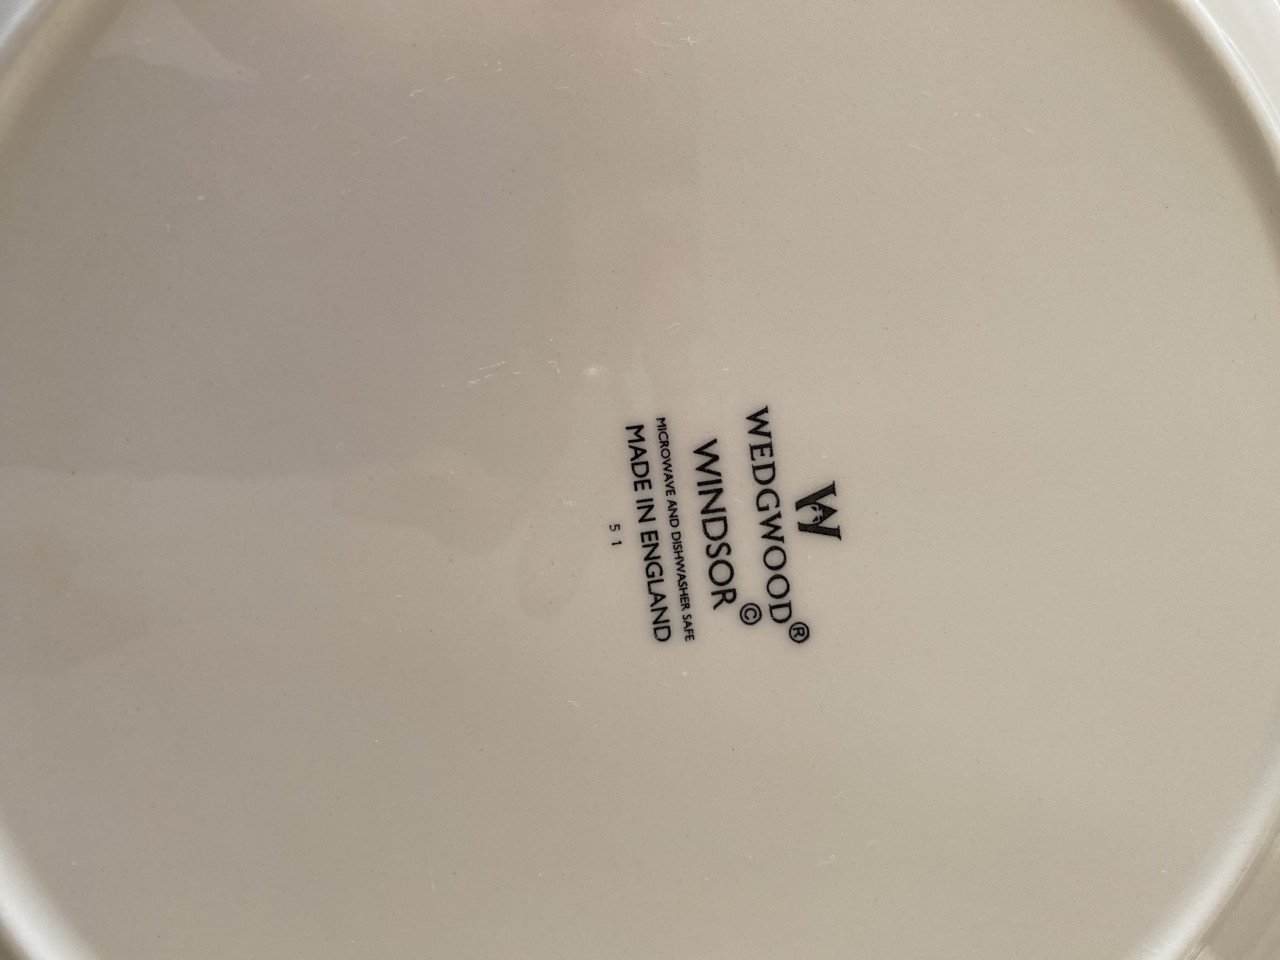 W
WEDGWOOD®
WINDSOR©
MICROWAVE AND DISHWASHER SAFE
MADE IN ENGLAND
5 1